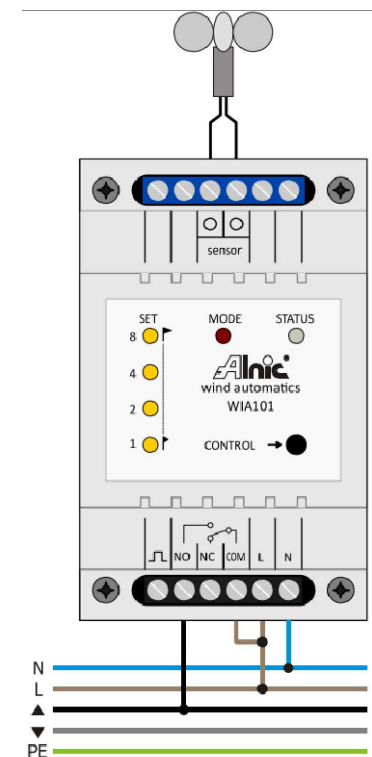 sensor
SET MODE STATUS
8
4
Alnic®
wind automatics
2
WIA101
1 CONTROL
NO NC COM L N
N
L
▲
▼
PE